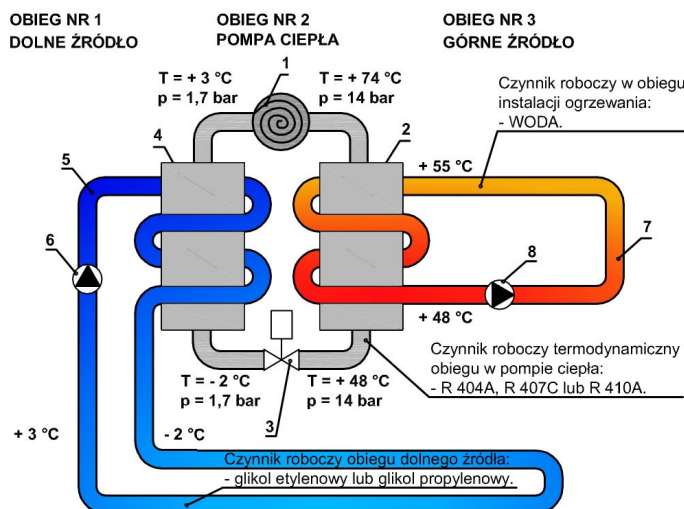 OBIEG NR 1
DOLNE ŹRÓDŁO
OBIEG NR 2
POMPA CIEPŁA
OBIEG NR 3
GÓRNE ŹRÓDŁO
T = + 3 °C
p = 1,7 bar
1
T = + 74 °C
p = 14 bar
Czynnik roboczy w obiegu
instalacji ogrzewania:
- WODA.
4
2
5
+ 55 °C
6
7
8
+ 48 °C
T = - 2 °C
p = 1,7 bar
3
T = + 48 °C
p = 14 bar
Czynnik roboczy termodynamiczny
obiegu w pompie ciepła:
- R 404A, R 407C lub R 410A.
+ 3 °C
- 2 °C
Czynnik roboczy obiegu dolnego źródła:
- glikol etylenowy lub glikol propylenowy.